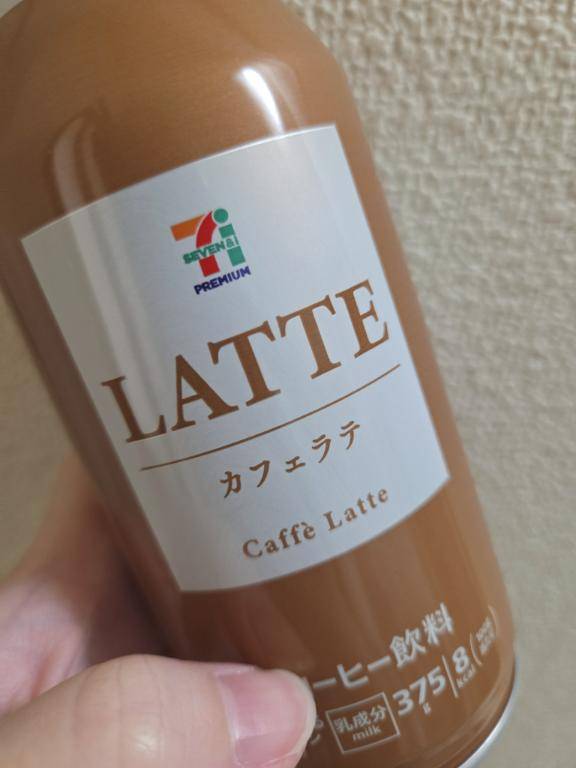 SEVEN&i
PREMIUM
LATTE
カフェラテ
Caffè Latte
ーヒー飲料
乳成分
milk
375
g
8
kcal